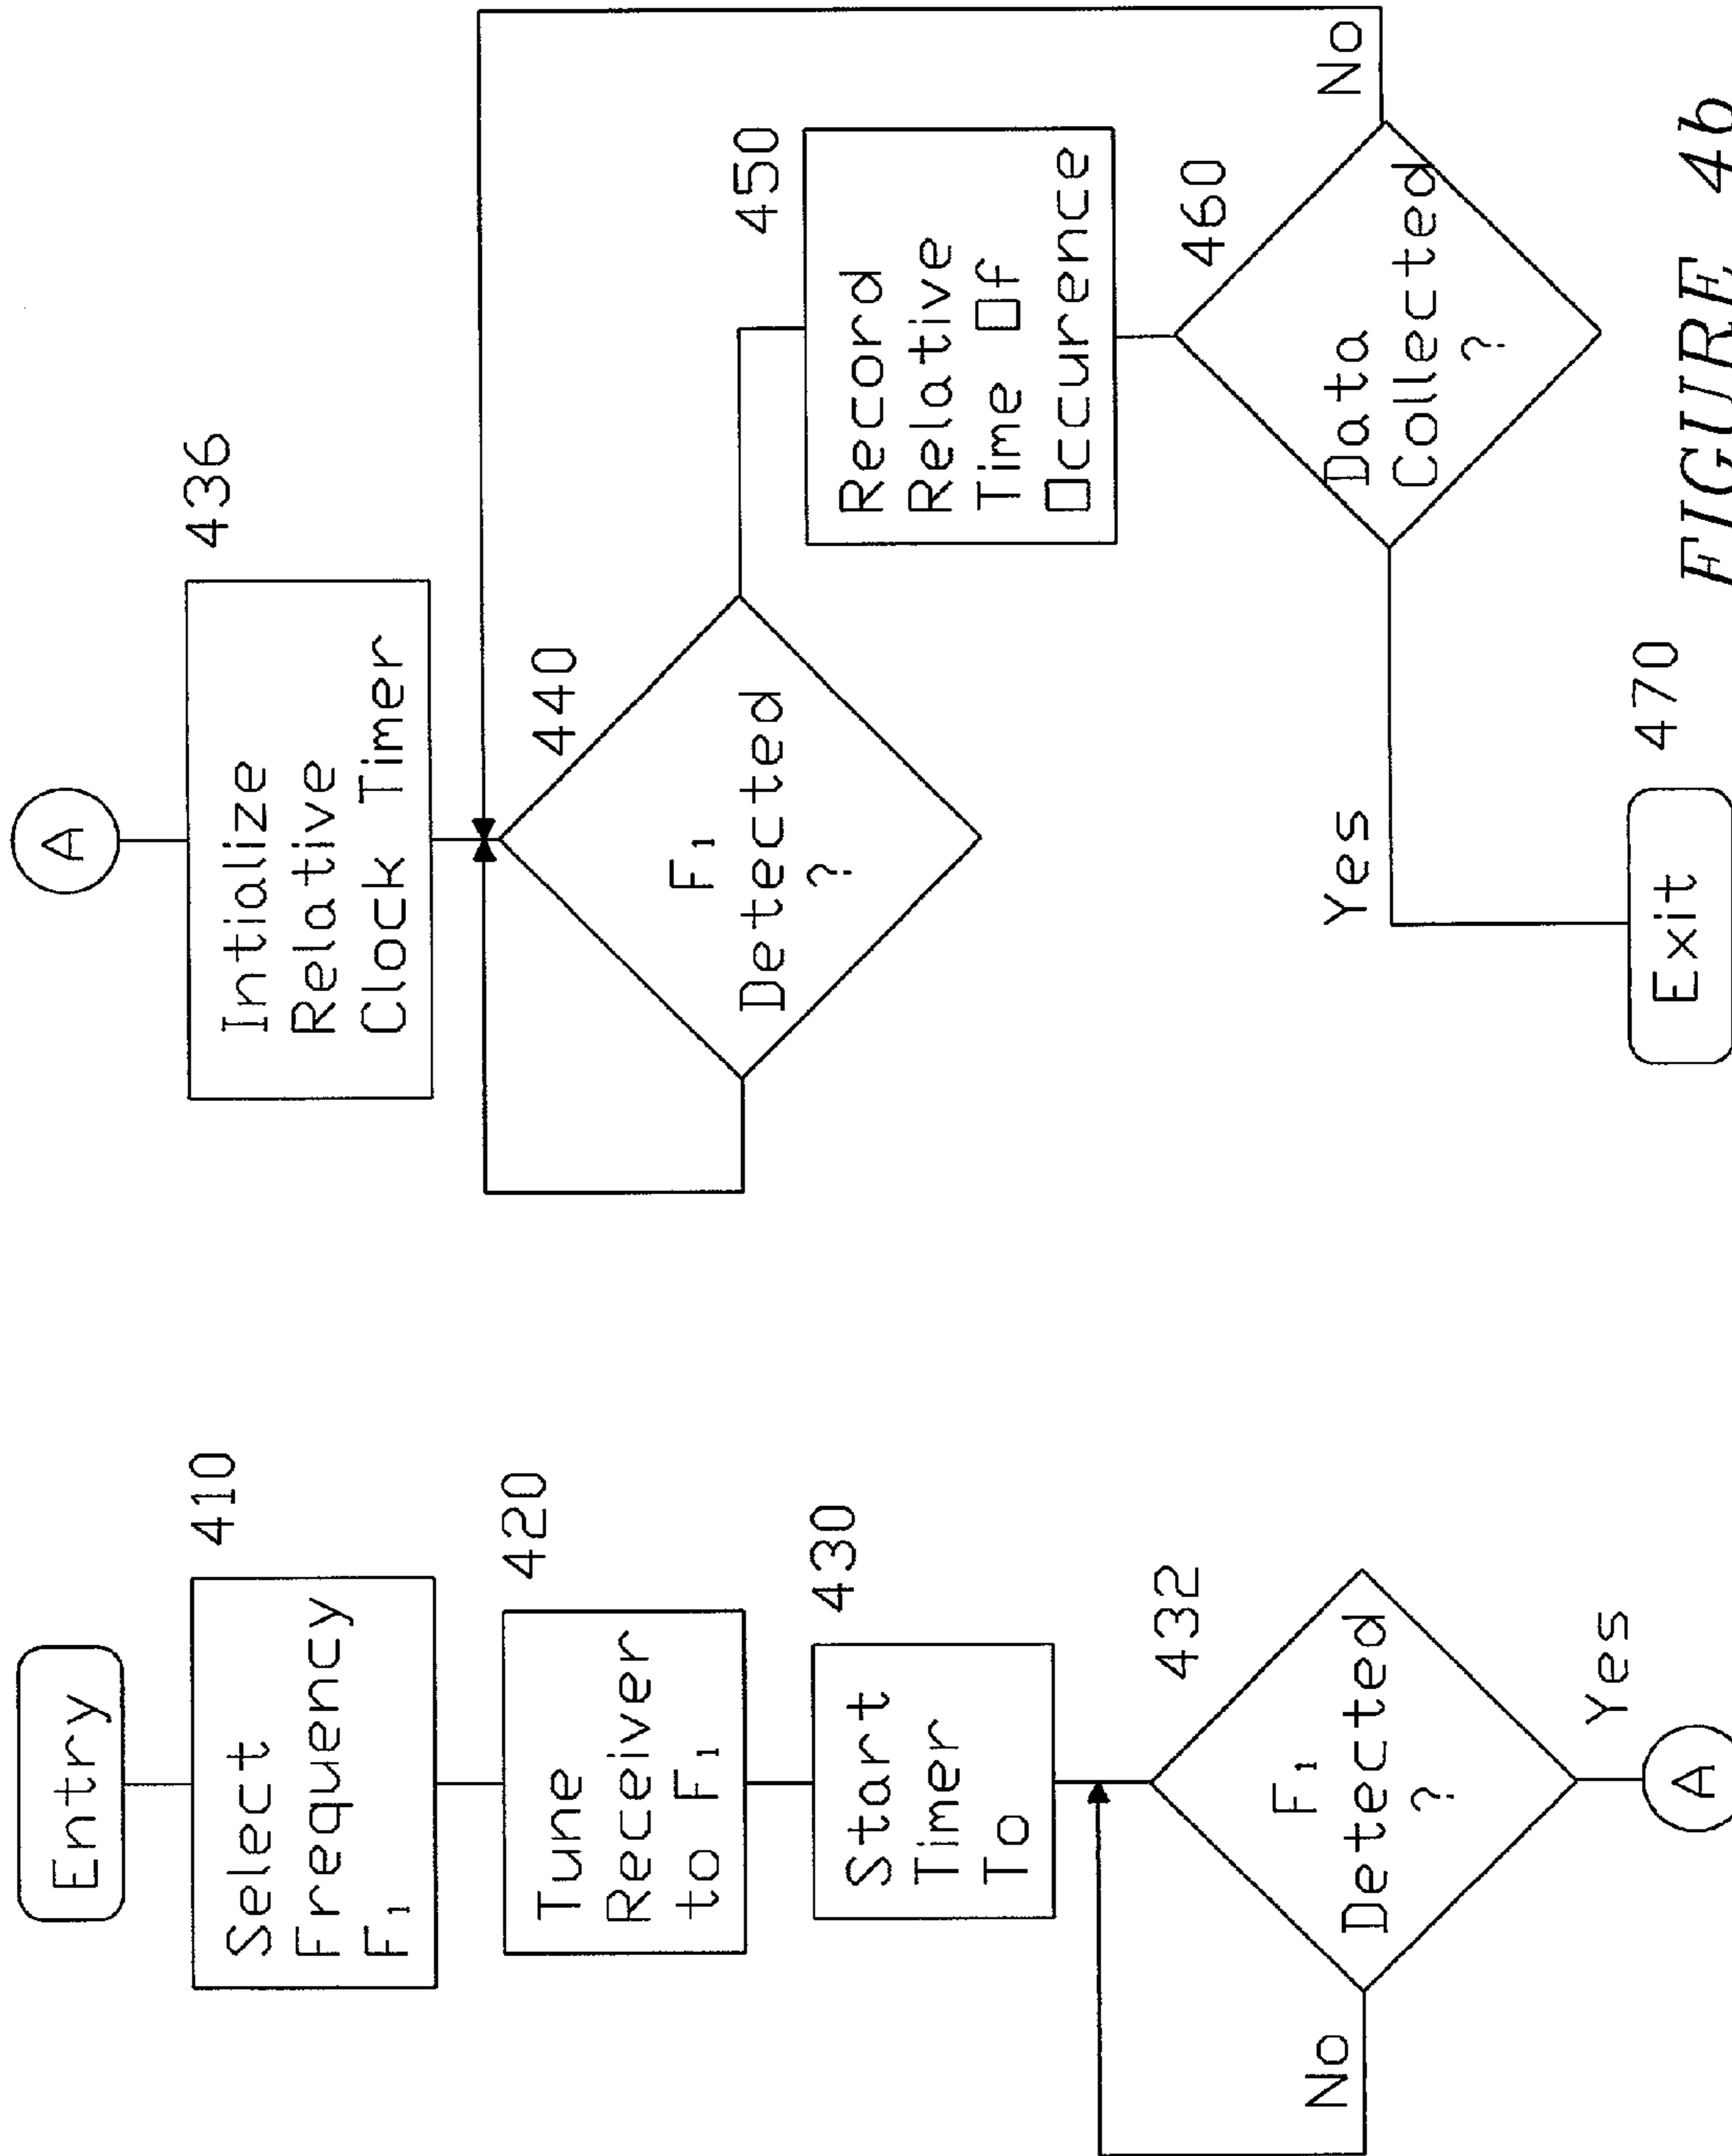 Entry
410
Select
Frequency
F₁
420
Tune
Receiver
to F₁
430
Start
Timer
To
432
F₁
Detected
?
No
Yes
A
A
436
Intialize
Relative
Clock Timer
440
F₁
Detected
?
450
Record
Relative
Time Of
Occurence
460
Data
Collected
?
No
Yes
470
Exit
FIGURE 4b